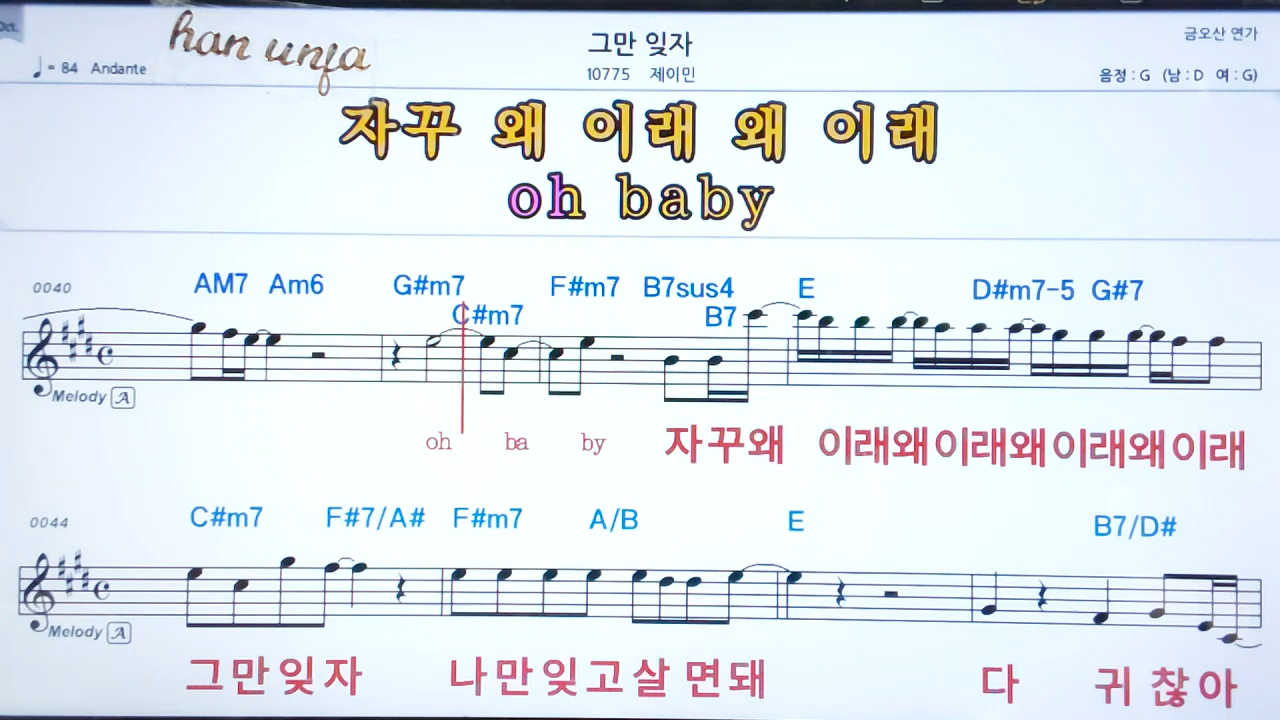 Oct.
han unja
그만 잊자
금오산 연가
♩= 84 Andante
10775 제이민
음정 : G (남 : D 여 : G)
자꾸 왜 이래 왜 이래
oh baby
0040 AM7 Am6 G#m7 C#m7 F#m7 B7sus4 B7 E D#m7-5 G#7
Melody A
oh ba by 자꾸왜 이래왜이래왜이래왜이래
0044 C#m7 F#7/A# F#m7 A/B E B7/D#
Melody A
그만잊자 나만잊고살면돼 다 귀찮아